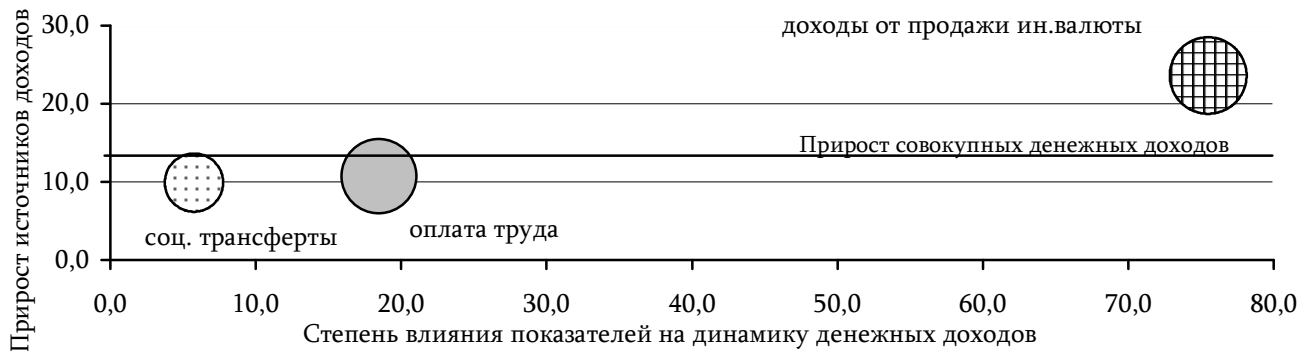 Прирост источников доходов
30,0
20,0
10,0
0,0
доходы от продажи ин.валюты
Прирост совокупных денежных доходов
соц. трансферты
оплата труда
0,0 10,0 20,0 30,0 40,0 50,0 60,0 70,0 80,0
Степень влияния показателей на динамику денежных доходов